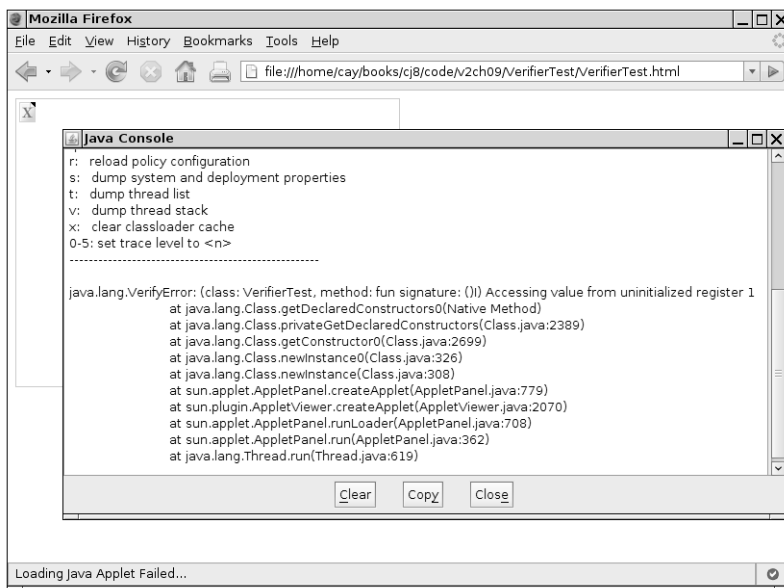 Mozilla Firefox
File Edit View History Bookmarks Tools Help
file:///home/cay/books/cj8/code/v2ch09/VerifierTest/VerifierTest.html
X
Java Console
r: reload policy configuration
s: dump system and deployment properties
t: dump thread list
v: dump thread stack
x: clear classloader cache
0-5: set trace level to <n>
----------------------------------------------------
java.lang.VerifyError: (class: VerifierTest, method: fun signature: ()I) Accessing value from uninitialized register 1
at java.lang.Class.getDeclaredConstructors0(Native Method)
at java.lang.Class.privateGetDeclaredConstructors(Class.java:2389)
at java.lang.Class.getConstructor0(Class.java:2699)
at java.lang.Class.newInstance0(Class.java:326)
at java.lang.Class.newInstance(Class.java:308)
at sun.applet.AppletPanel.createApplet(AppletPanel.java:779)
at sun.plugin.AppletViewer.createApplet(AppletViewer.java:2070)
at sun.applet.AppletPanel.runLoader(AppletPanel.java:708)
at sun.applet.AppletPanel.run(AppletPanel.java:362)
at java.lang.Thread.run(Thread.java:619)
Clear Copy Close
Loading Java Applet Failed...